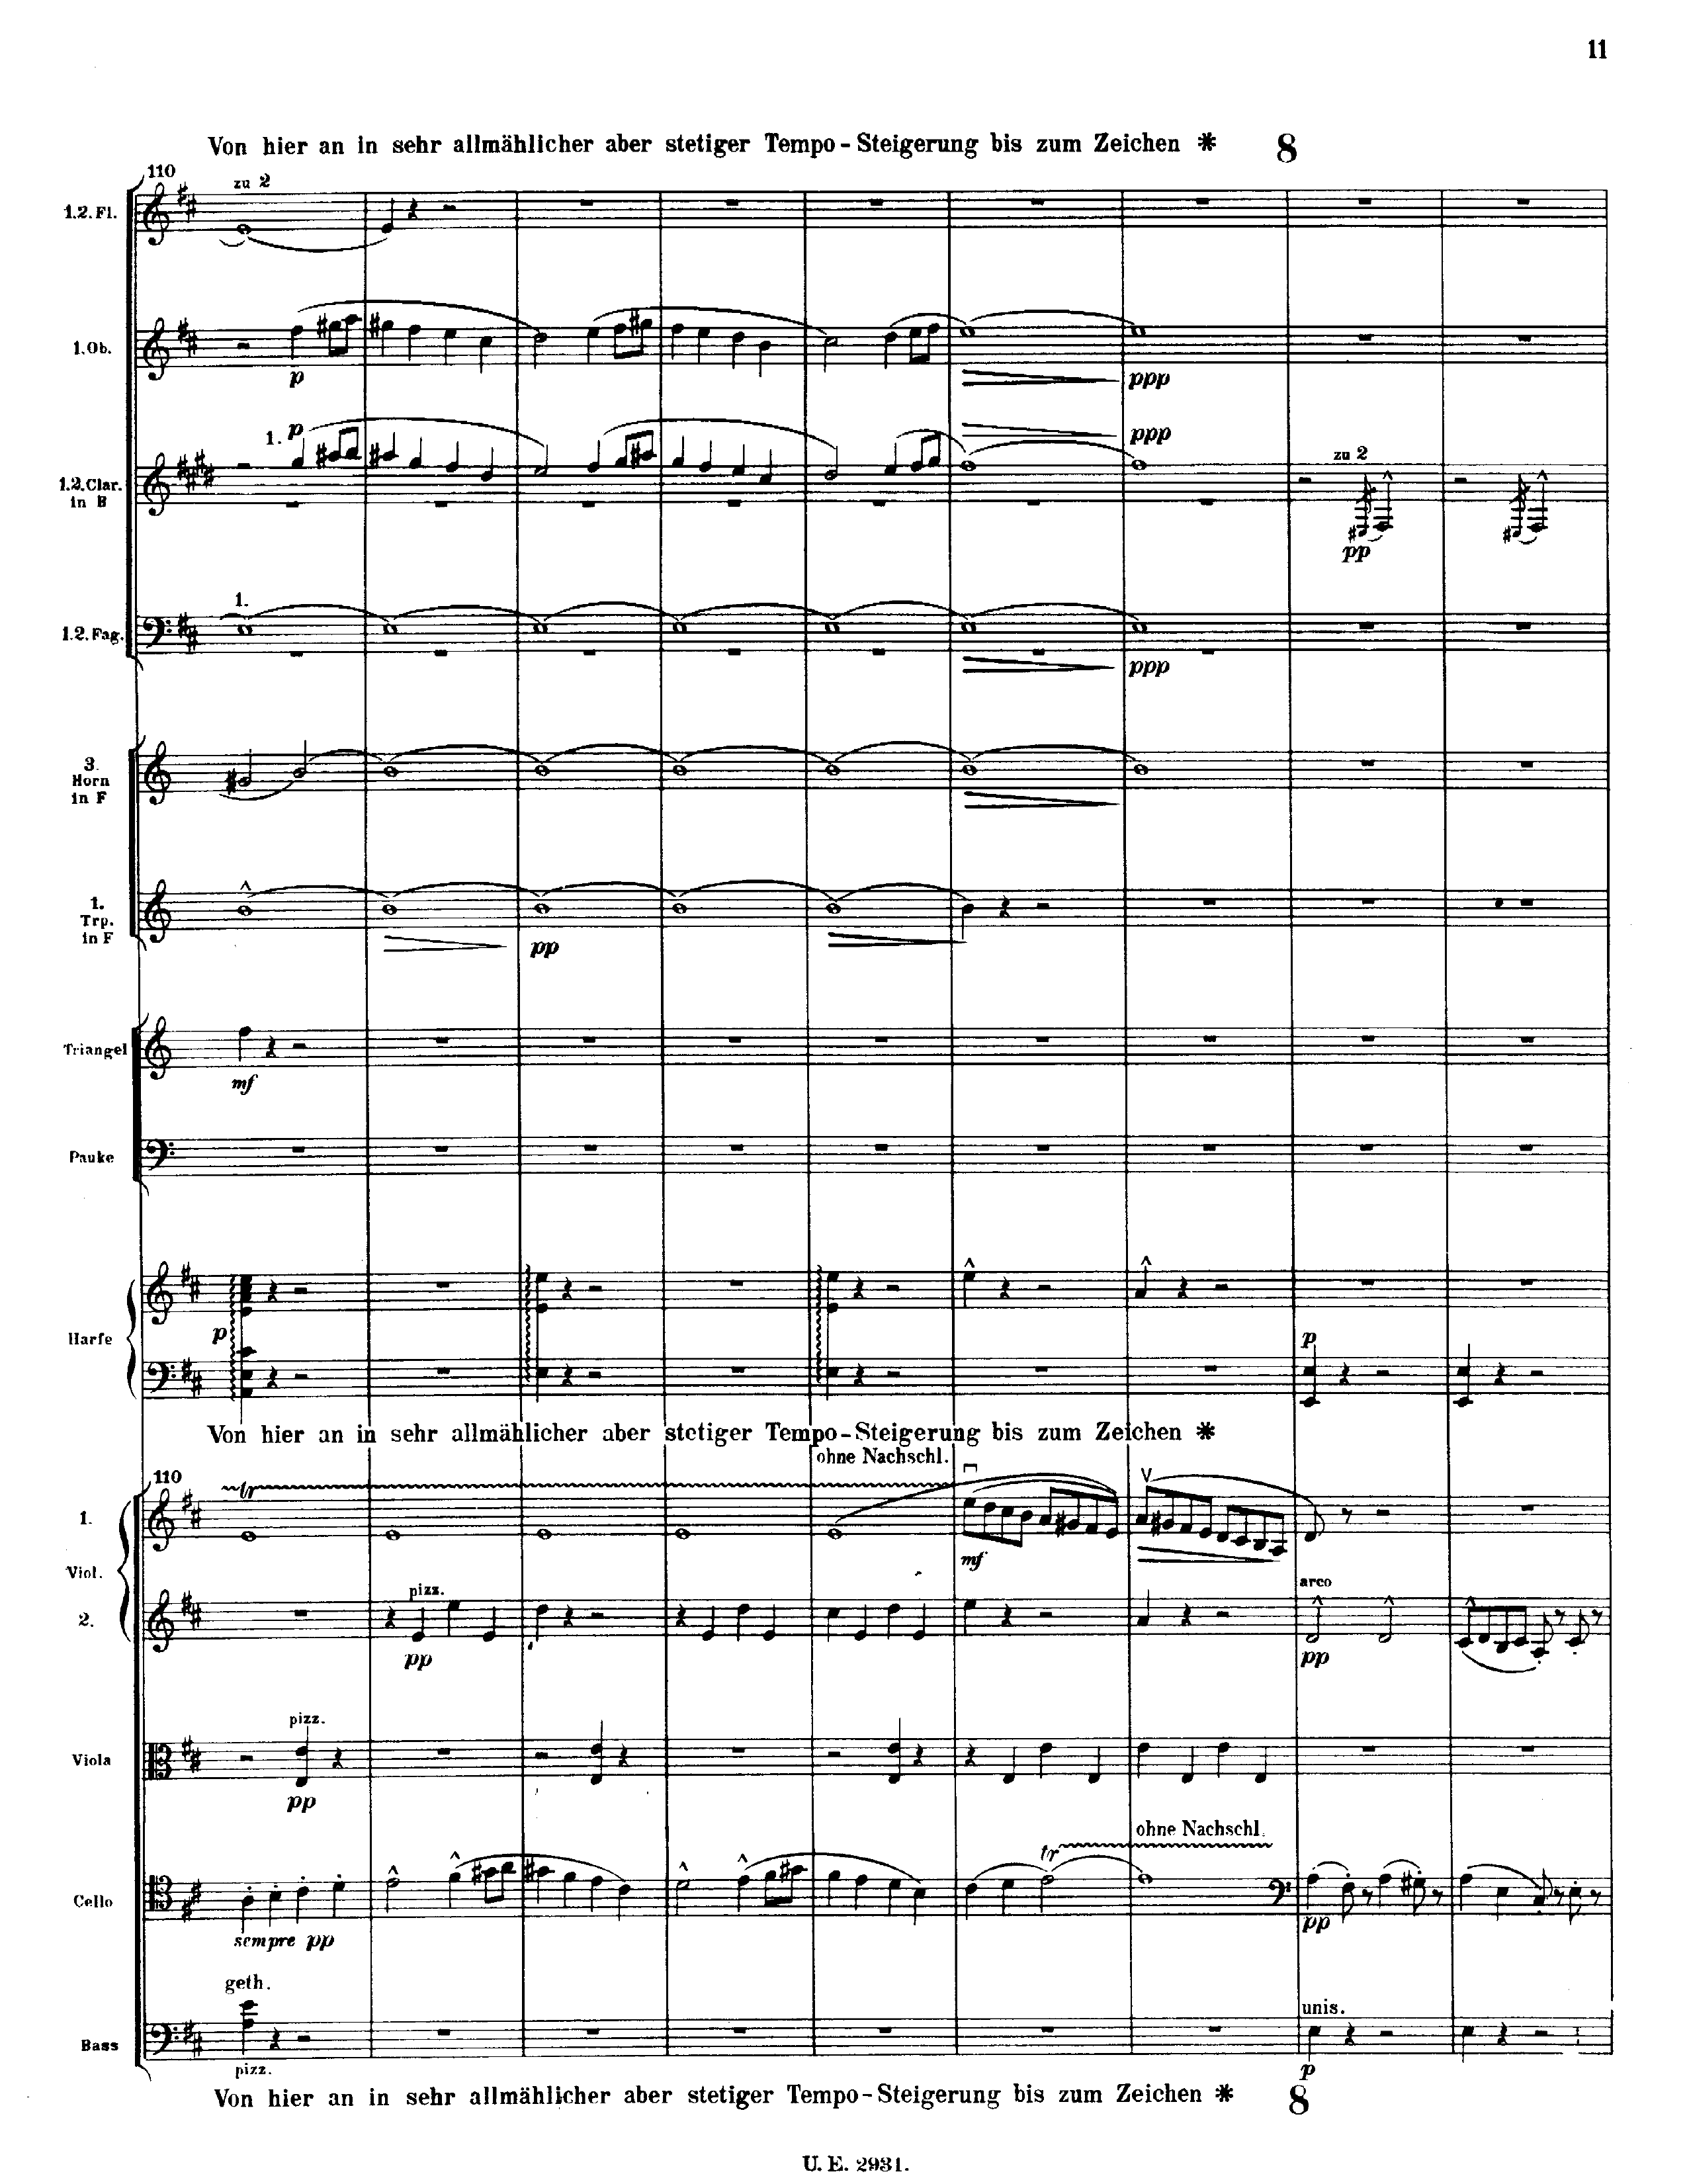 11
Von hier an in sehr allmählicher aber stetiger Tempo-Steigerung bis zum Zeichen * 8
110
zu 2
1.2. Fl.
1. Ob.
p
ppp
1. p
ppp
zu 2
1.2. Clar.
in B
pp
1.
1.2. Fag.
ppp
3.
Horn
in F
1.
Trp.
in F
pp
Triangel
mf
Pauke
p
Harfe
p
Von hier an in sehr allmählicher aber stetiger Tempo-Steigerung bis zum Zeichen *
ohne Nachschl.
110
tr
1.
mf
Viol.
pizz.
arco
2.
pp
pp
pizz.
Viola
pp
ohne Nachschl.
tr
Cello
sempre pp
pp
geth.
unis.
Bass
pizz.
p
Von hier an in sehr allmählicher aber stetiger Tempo-Steigerung bis zum Zeichen * 8
U. E. 2931.